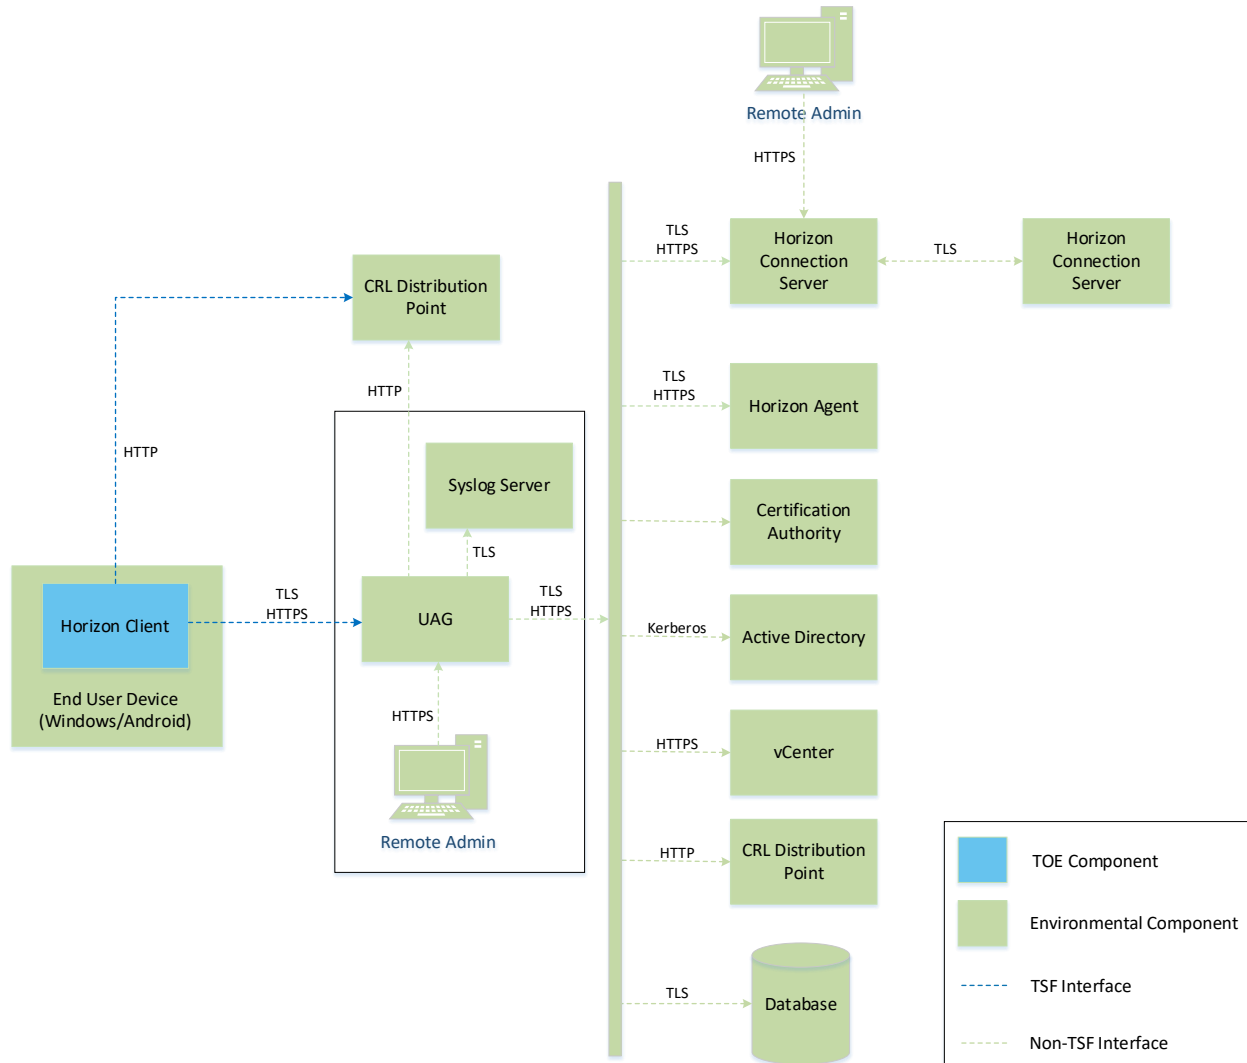 Remote Admin
HTTPS
TLS
HTTPS
Horizon
Connection
Server
TLS
Horizon
Connection
Server
CRL Distribution
Point
HTTP
HTTP
TLS
HTTPS
Horizon Agent
Syslog Server
TLS
Certification
Authority
Horizon Client
End User Device
(Windows/Android)
TLS
HTTPS
UAG
TLS
HTTPS
Kerberos
Active Directory
HTTPS
Remote Admin
HTTPS
vCenter
HTTP
CRL Distribution
Point
TLS
Database
TOE Component
Environmental Component
TSF Interface
Non-TSF Interface